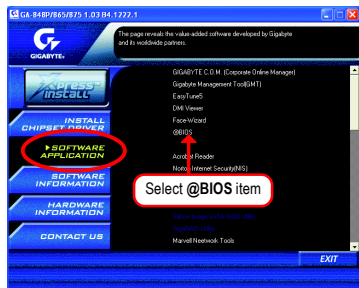 GA-848P/865/875 1.03 B4.1222.1
GIGABYTE
The page reveals the value-added software developed by Gigabyte
and its worldwide partners.
Xpress
Install
INSTALL
CHIPSET DRIVER
SOFTWARE
APPLICATION
SOFTWARE
INFORMATION
HARDWARE
INFORMATION
CONTACT US
GIGABYTE C.O.M. (Corporate Online Manager)
Gigabyte Management Tool(GMT)
EasyTune5
DMI Viewer
Face-Wizard
@BIOS
Acrobat Reader
Norton Internet Security(NIS)
Select @BIOS item
Marvell Neetwork Tools
EXIT